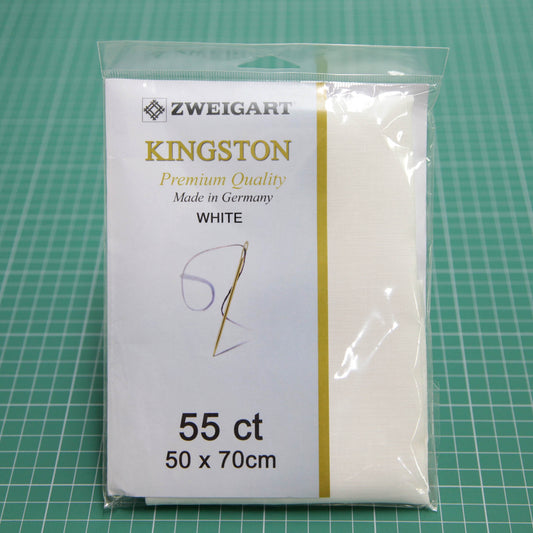 ZWEIGART
KINGSTON
Premium Quality
Made in Germany
WHITE
55 ct
50 x 70cm